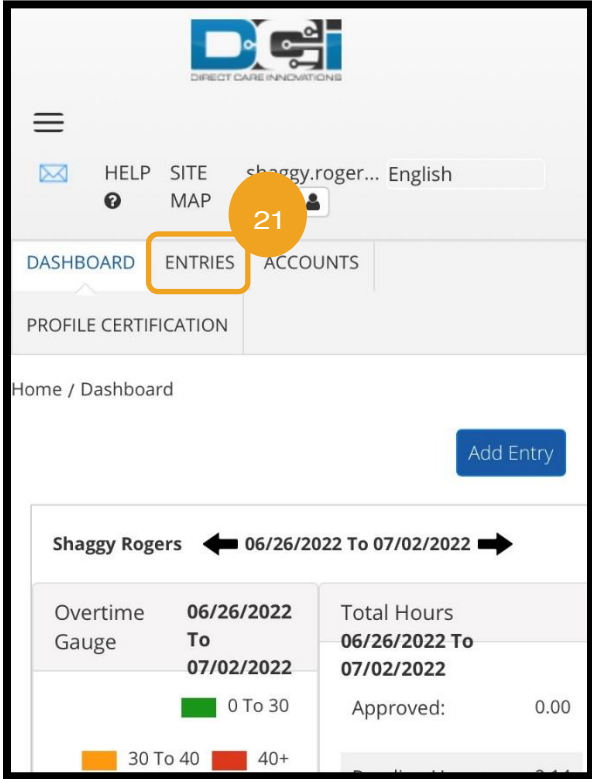 DCi
DIRECT CARE INNOVATIONS
HELP SITE MAP
shaggy.roger... English
21
DASHBOARD ENTRIES ACCOUNTS
PROFILE CERTIFICATION
Home / Dashboard
Add Entry
Shaggy Rogers 06/26/2022 To 07/02/2022
Overtime Gauge 06/26/2022 To 07/02/2022
0 To 30
30 To 40 40+
Total Hours
06/26/2022 To
07/02/2022
Approved: 0.00